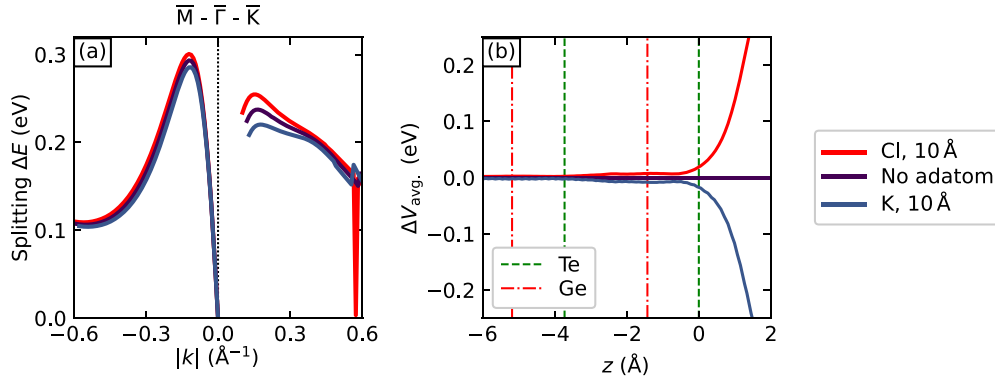 M̅ - Γ̅ - K̅
(a)
Splitting ΔE (eV)
0.3
0.2
0.1
0.0
−0.6 −0.3 0.0 0.3 0.6
|k| (Å⁻¹)
(b)
ΔV_avg. (eV)
0.2
0.1
0.0
−0.1
−0.2
Te
Ge
−6 −4 −2 0 2
z (Å)
Cl, 10 Å
No adatom
K, 10 Å